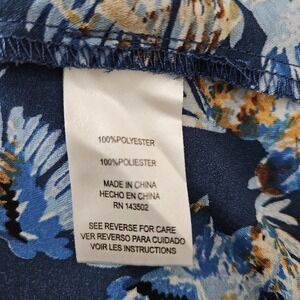 100%POLYESTER
100%POLIESTER
MADE IN CHINA
HECHO EN CHINA
RN 143502
SEE REVERSE FOR CARE
VER REVERSO PARA CUIDADO
VOIR LES INSTRUCTIONS